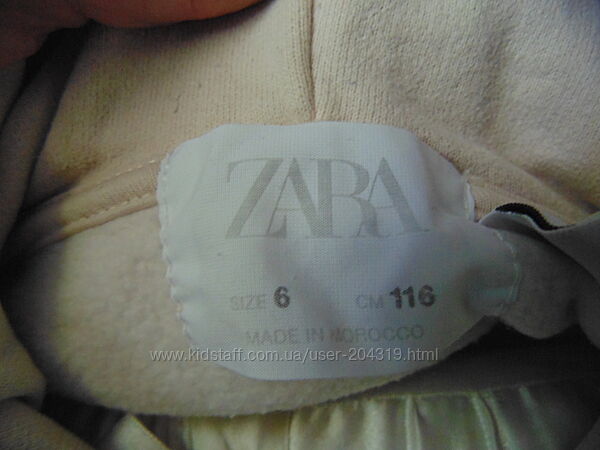 ZARA
SIZE 6 CM 116
MADE IN MOROCCO
www.kidstaff.com.ua/user-204319.html